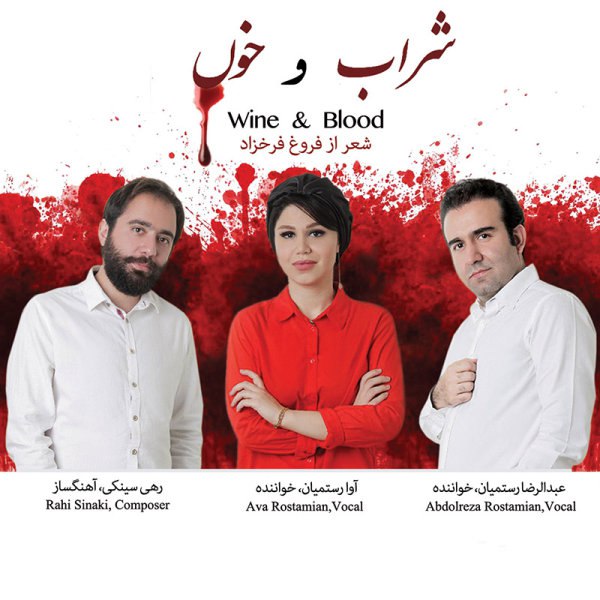 شراب و خون
Wine & Blood
شعر از فروغ فرخزاد
رهی سینکی، آهنگساز
Rahi Sinaki, Composer
آوا رستمیان، خواننده
Ava Rostamian,Vocal
عبدالرضا رستمیان، خواننده
Abdolreza Rostamian,Vocal